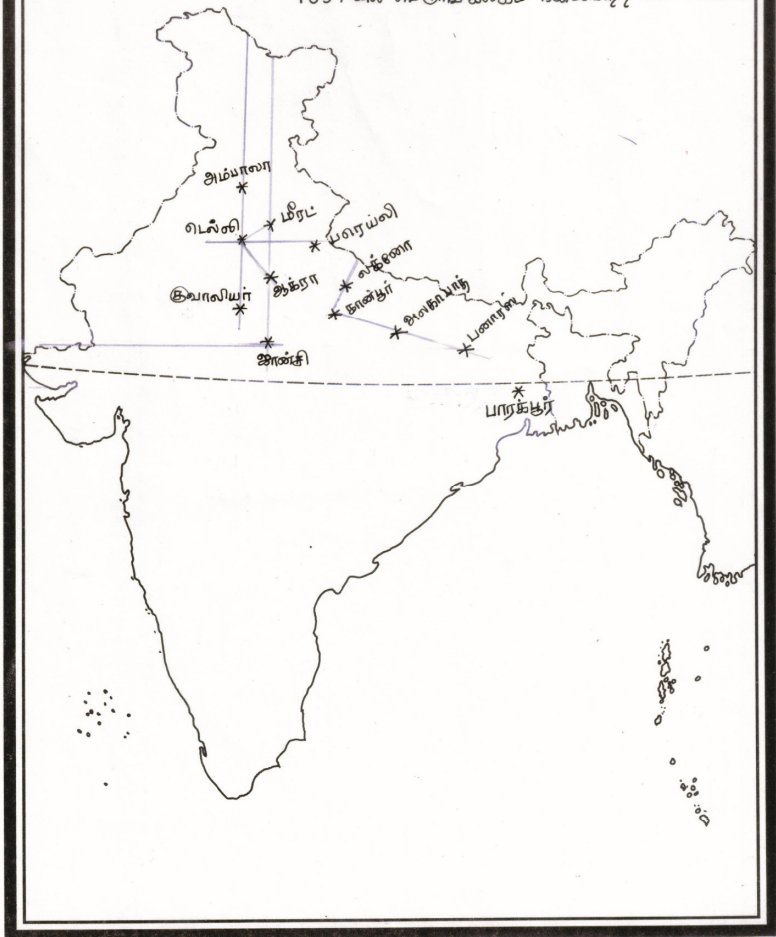 அம்பாலா
மீரட்
டெல்லி
பரெய்லி
லக்னோ
ஆக்ரா
குவாலியர்
கான்பூர்
அலகாபாத்
பனாரஸ்
ஜான்சி
பாரக்பூர்